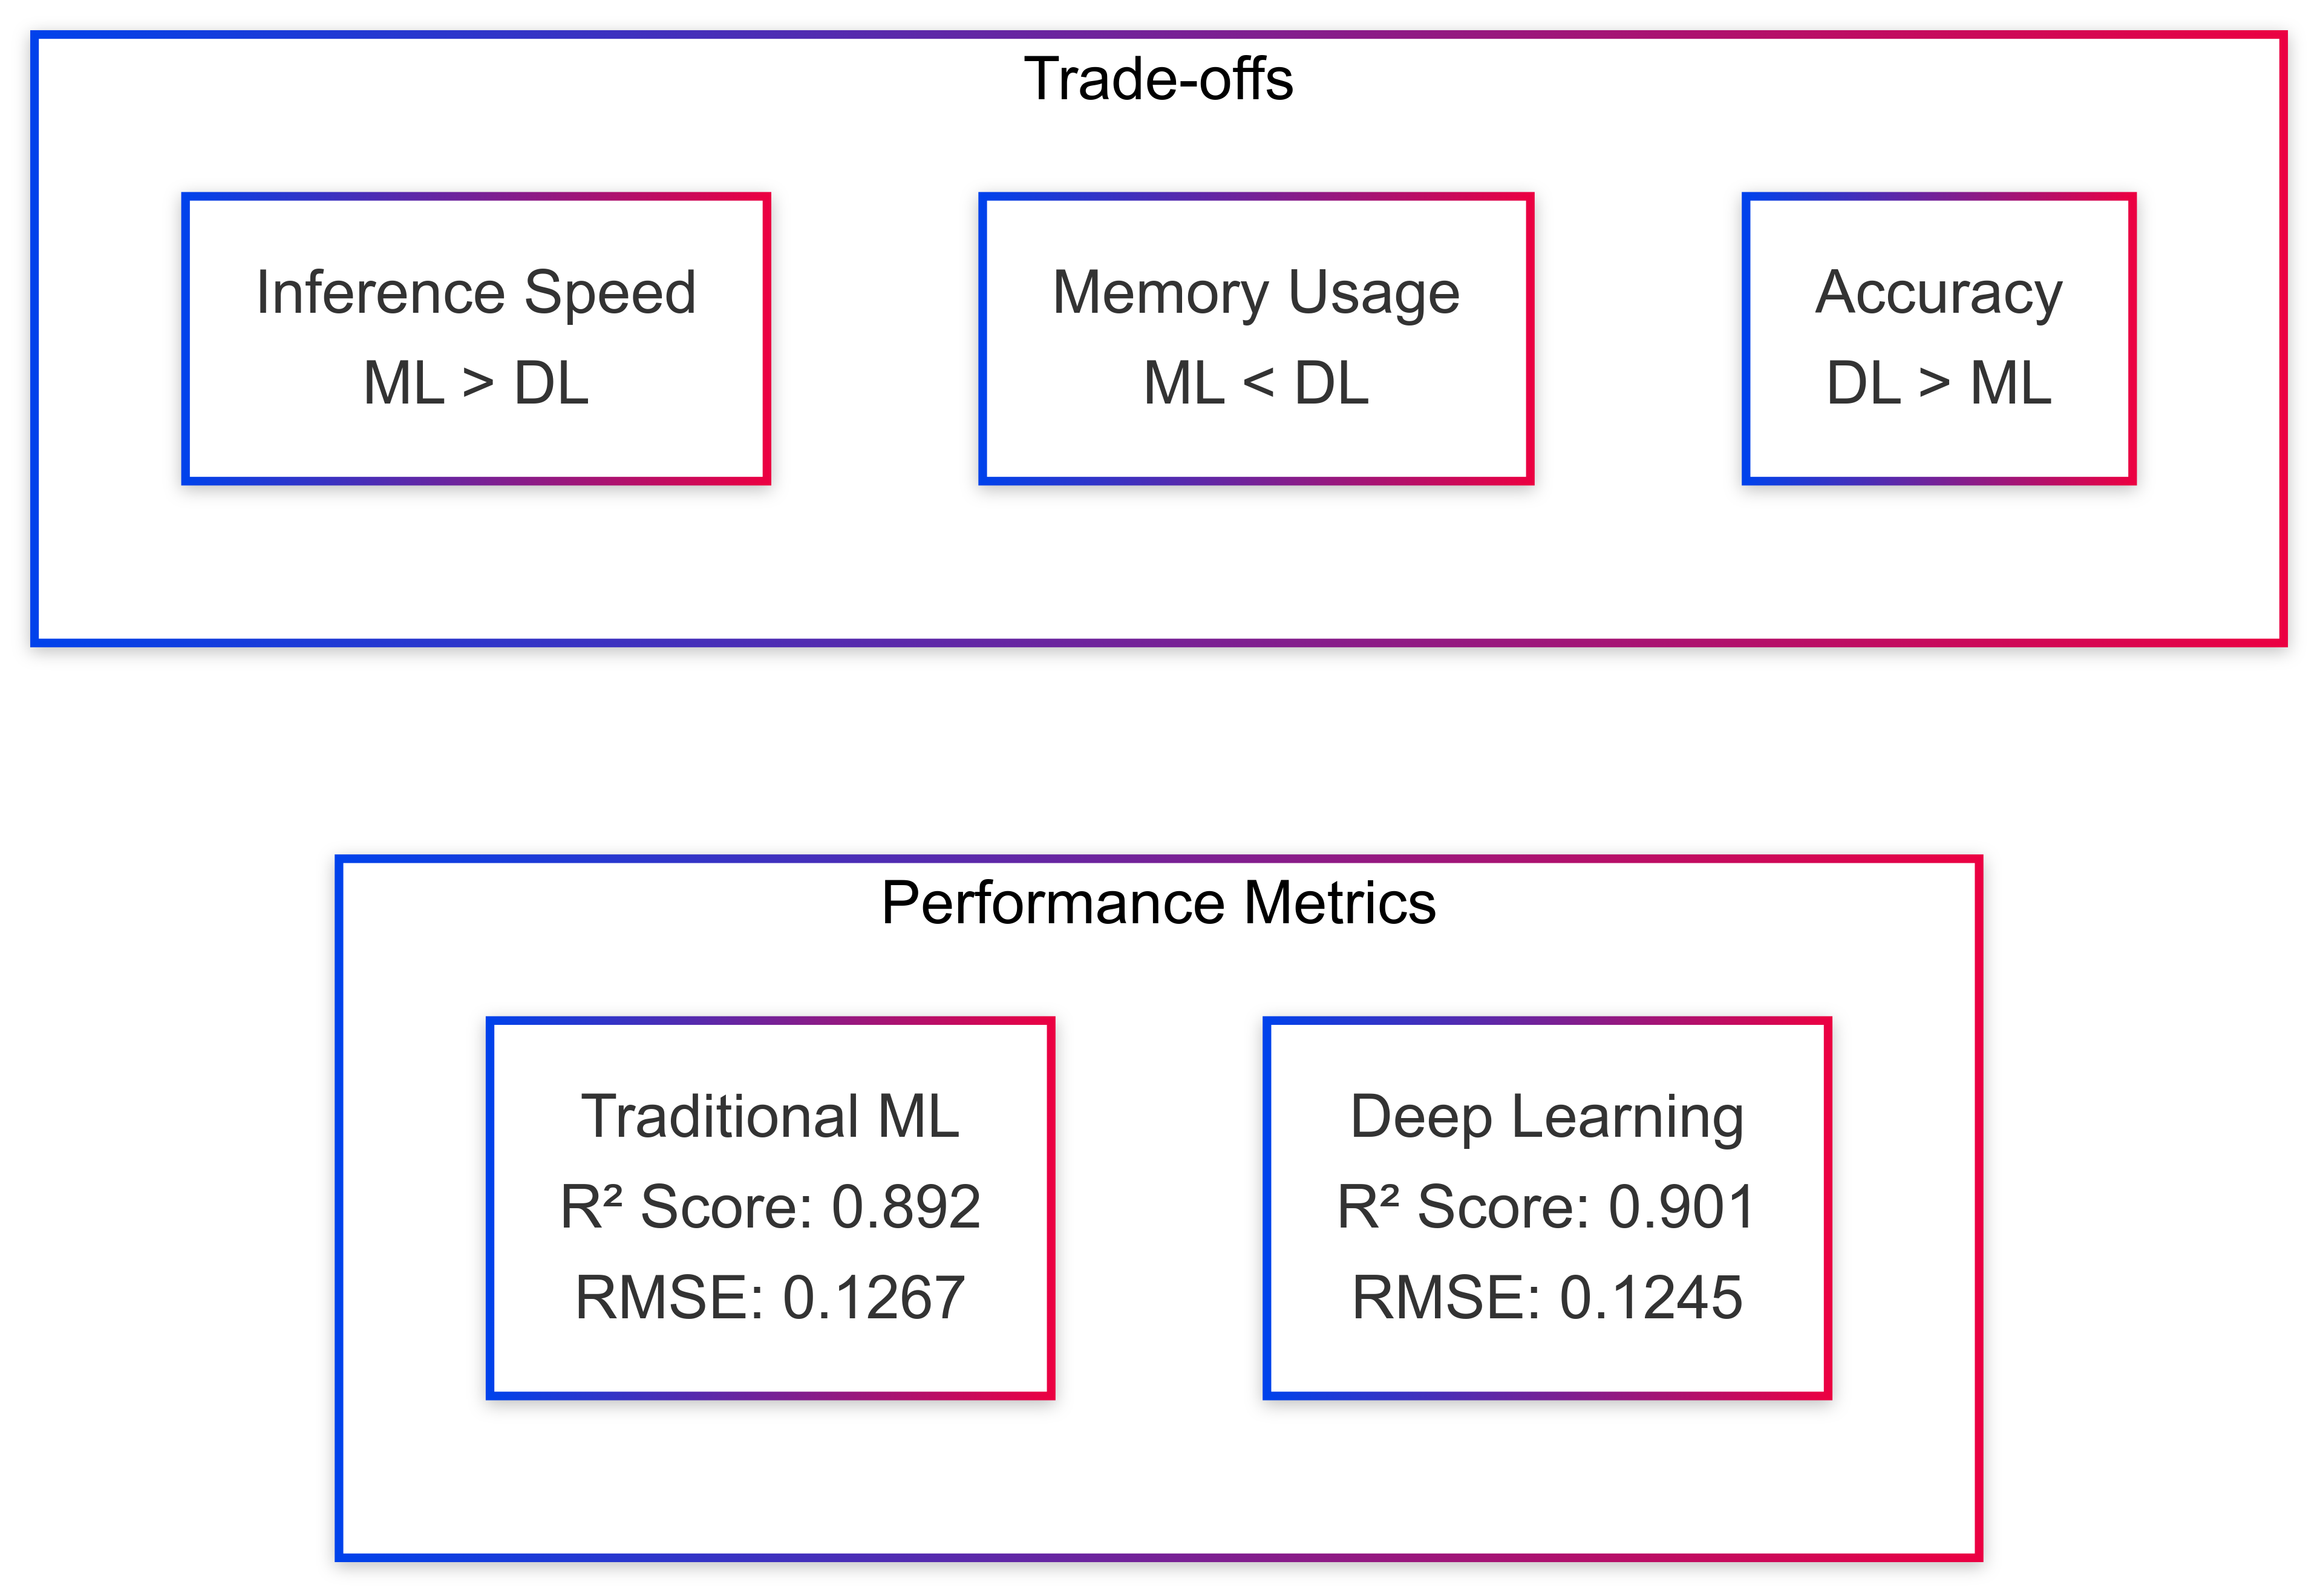 Trade-offs
Inference Speed
ML > DL
Memory Usage
ML < DL
Accuracy
DL > ML
Performance Metrics
Traditional ML
R² Score: 0.892
RMSE: 0.1267
Deep Learning
R² Score: 0.901
RMSE: 0.1245